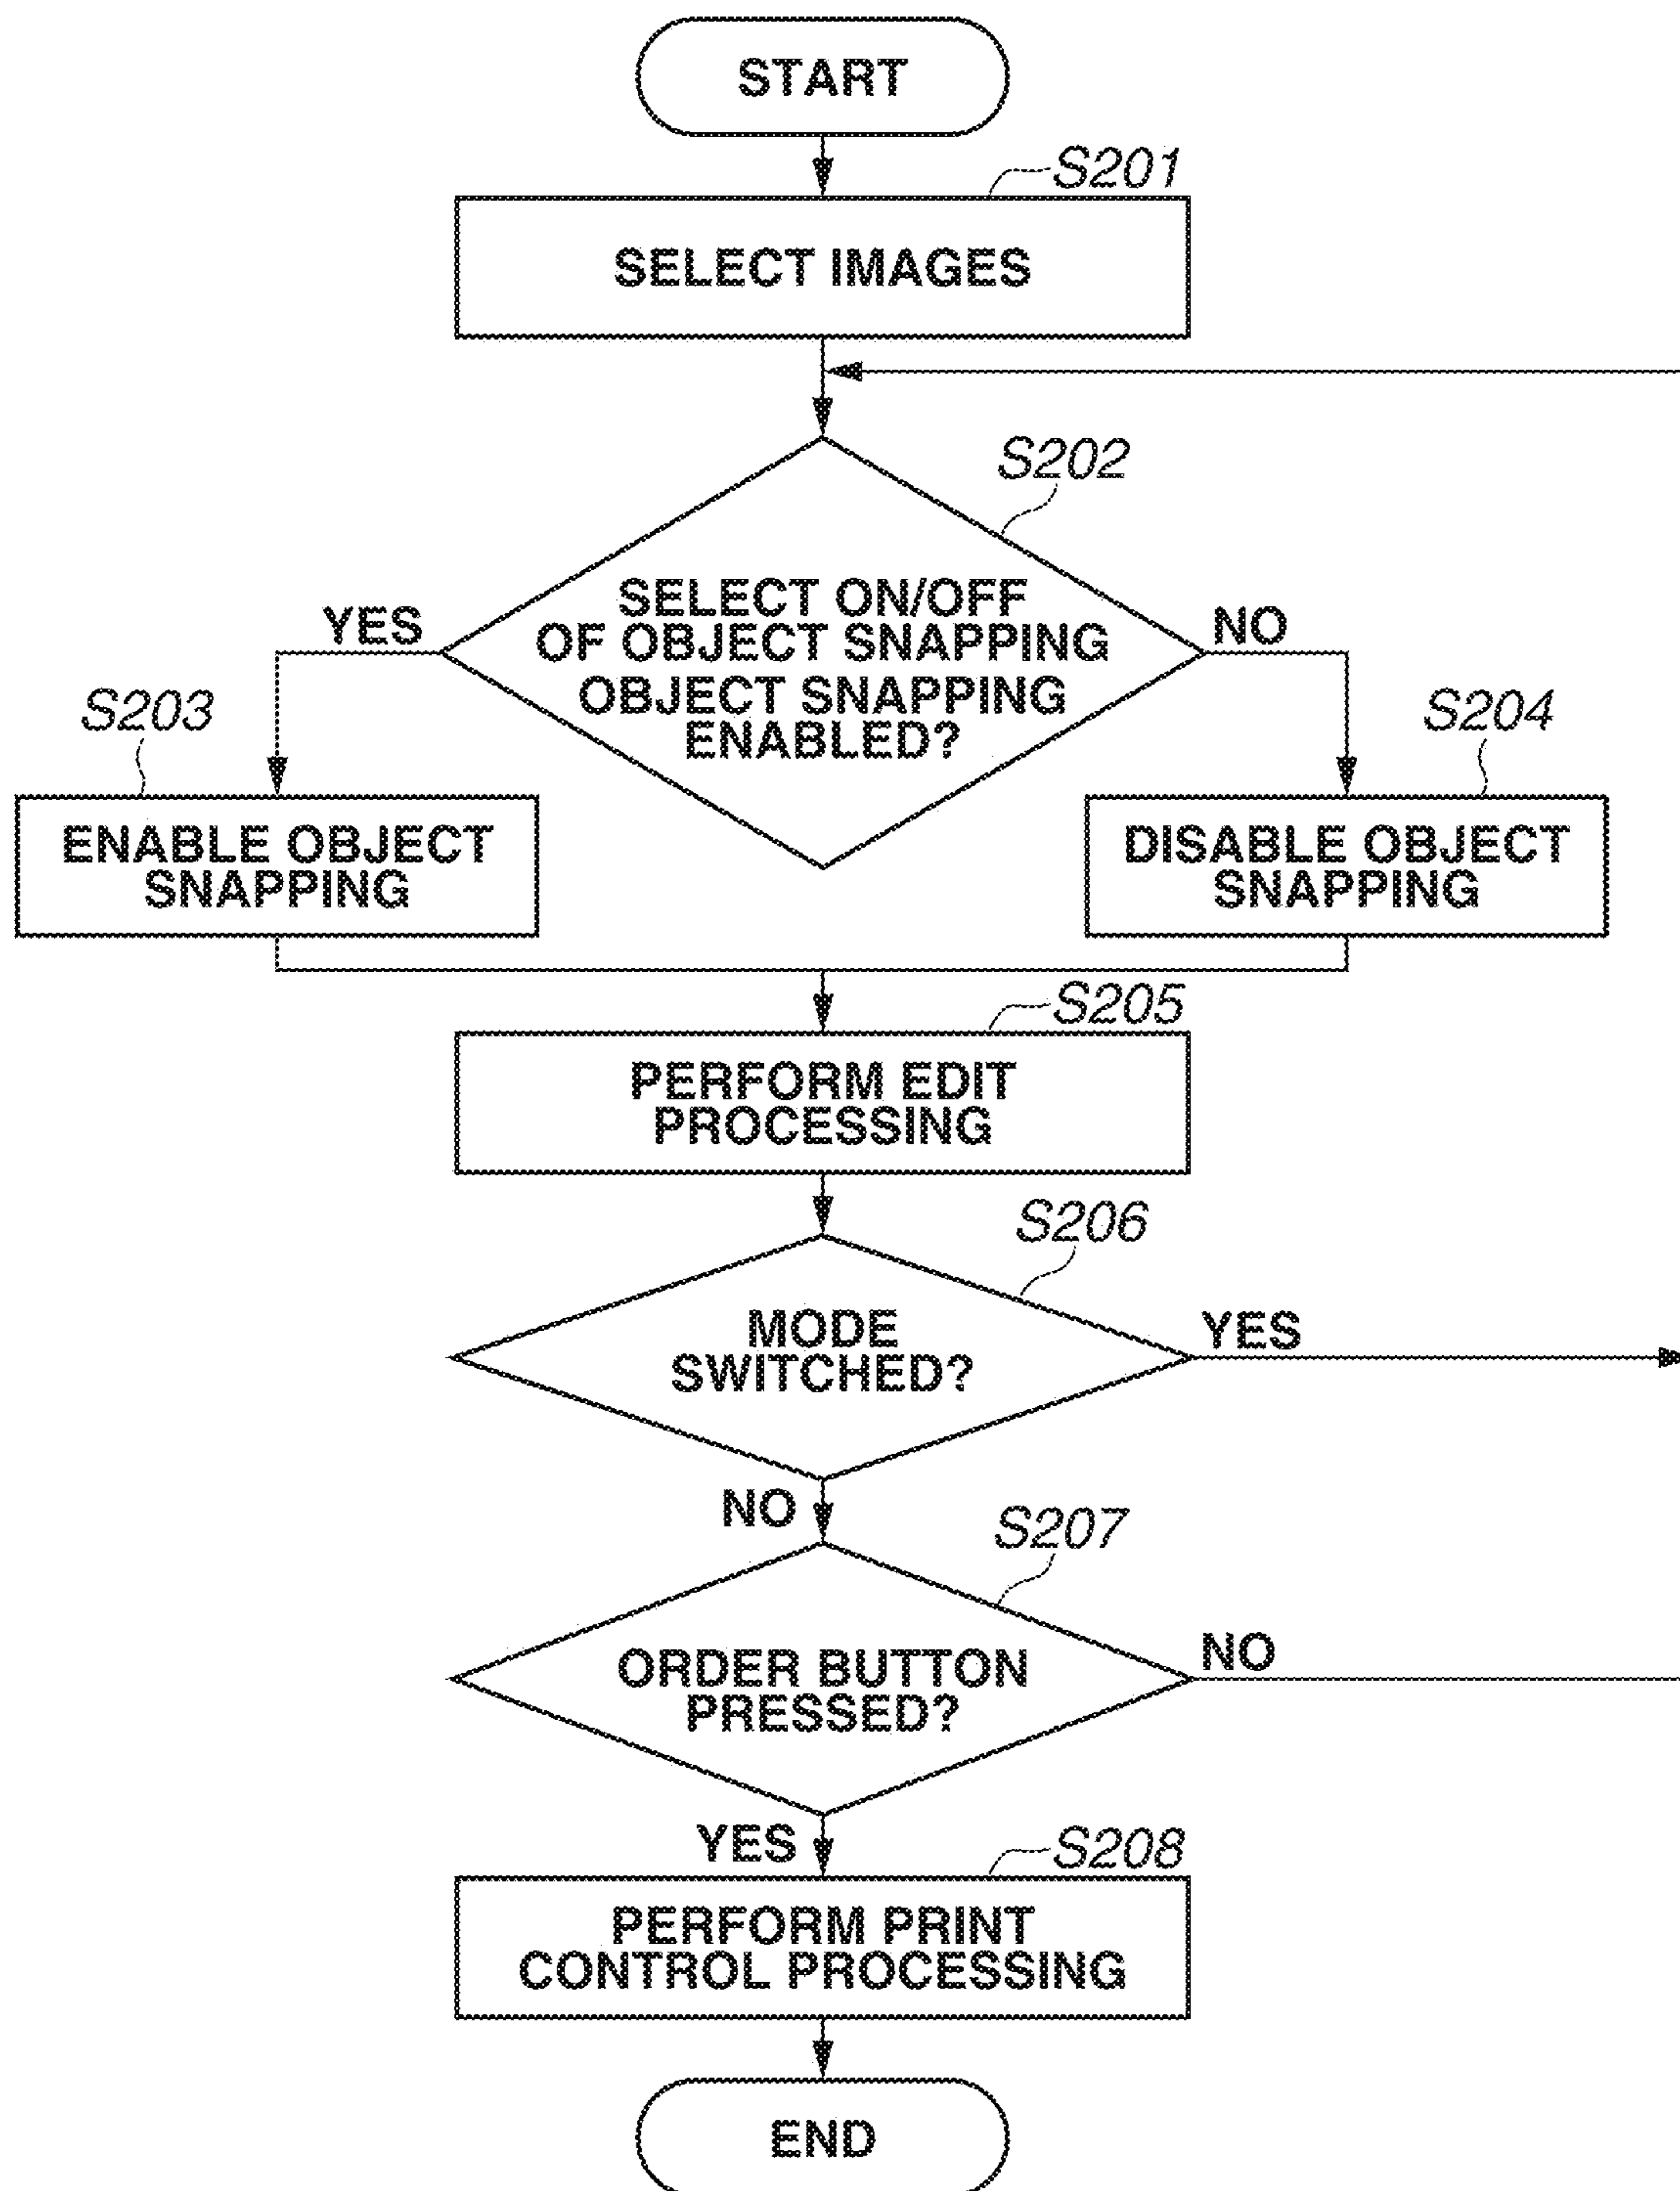 START
S201
SELECT IMAGES
S202
SELECT ON/OFF
OF OBJECT SNAPPING
OBJECT SNAPPING
ENABLED?
YES
NO
S203
ENABLE OBJECT
SNAPPING
S204
DISABLE OBJECT
SNAPPING
S205
PERFORM EDIT
PROCESSING
S206
MODE
SWITCHED?
YES
NO
S207
ORDER BUTTON
PRESSED?
NO
YES
S208
PERFORM PRINT
CONTROL PROCESSING
END